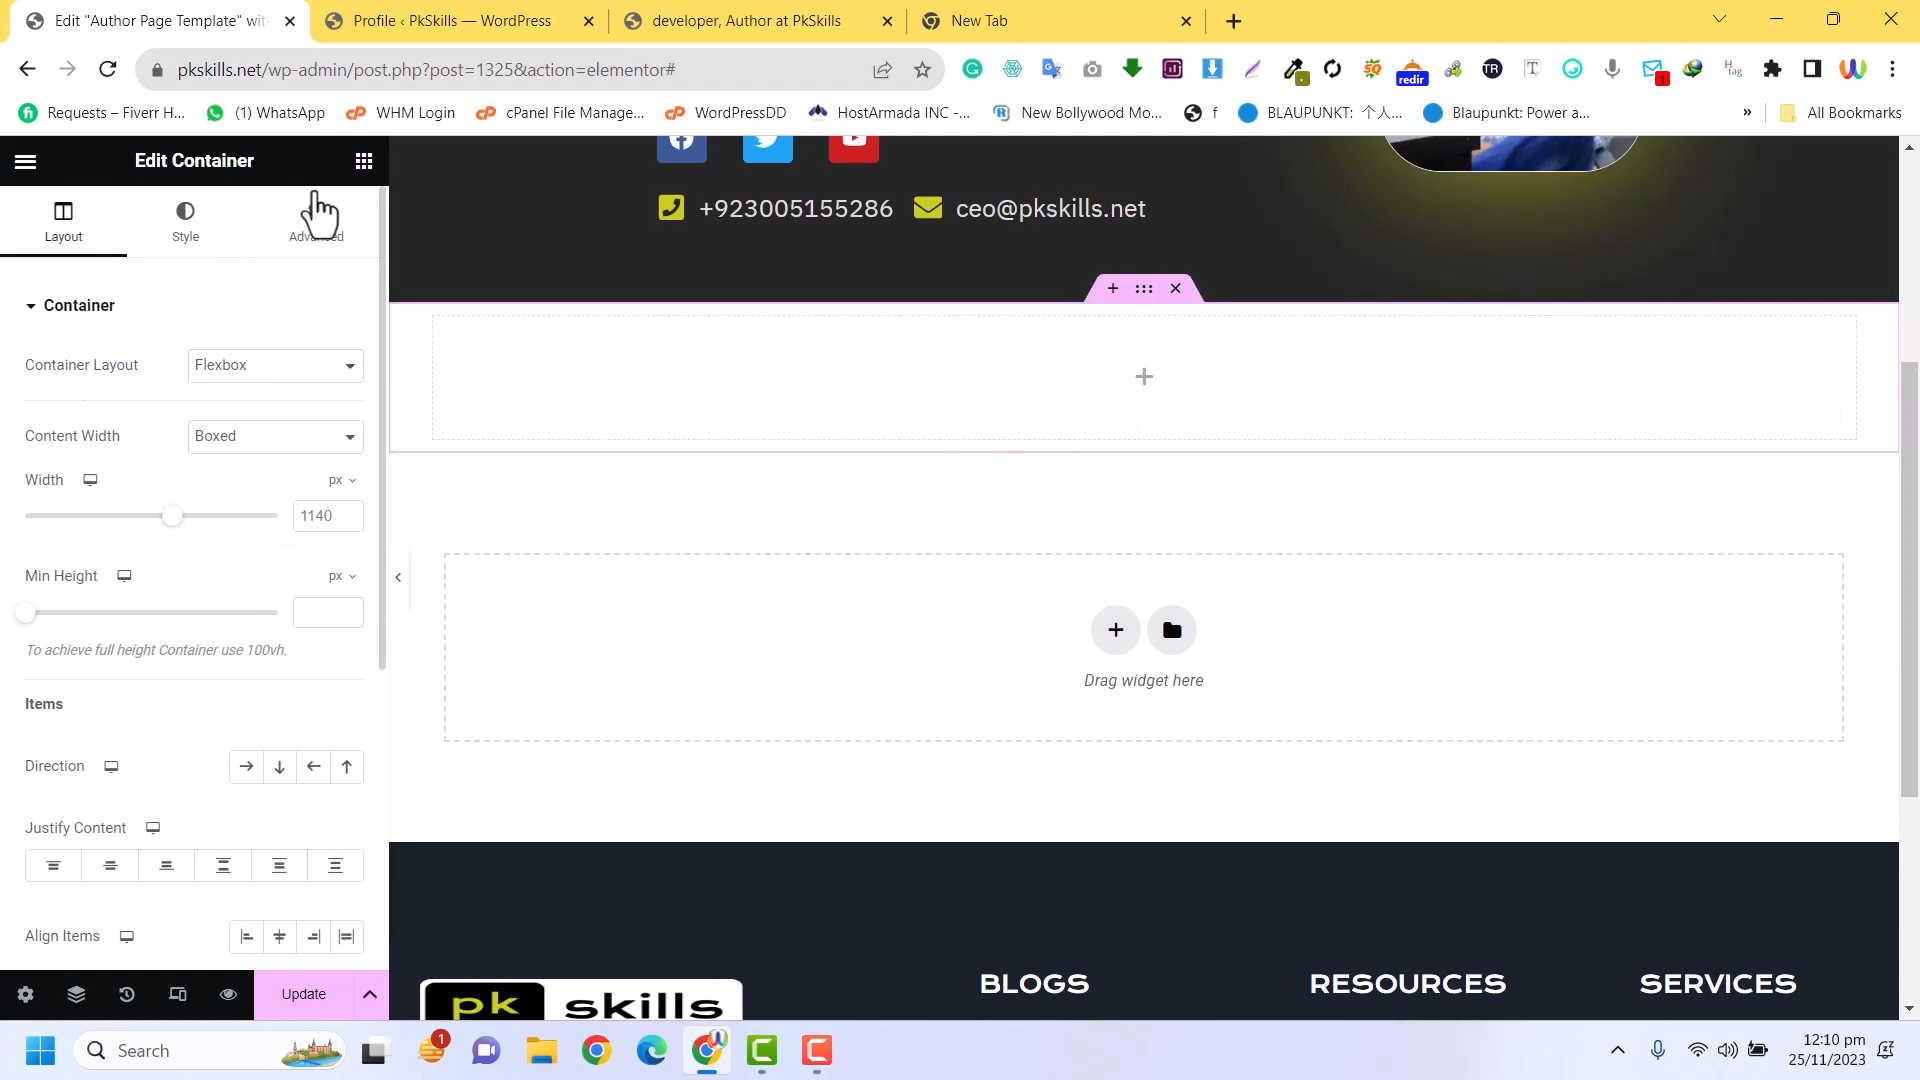 Edit "Author Page Template" wit
Profile ‹ PkSkills — WordPress
developer, Author at PkSkills
New Tab
pkskills.net/wp-admin/post.php?post=1325&action=elementor#
redir
TR
T
1
Requests – Fiverr H...
(1) WhatsApp
WHM Login
cPanel File Manage...
WordPressDD
HostArmada INC -...
New Bollywood Mo...
f
BLAUPUNKT: 个人...
Blaupunkt: Power a...
»
All Bookmarks
Edit Container
Layout
Style
Advanced
+923005155286
ceo@pkskills.net
Container
Container Layout
Flexbox
Content Width
Boxed
Width
px
1140
Min Height
px
To achieve full height Container use 100vh.
Items
Direction
Justify Content
Align Items
Drag widget here
Update
pk skills
BLOGS
RESOURCES
SERVICES
Search
1
12:10 pm
25/11/2023